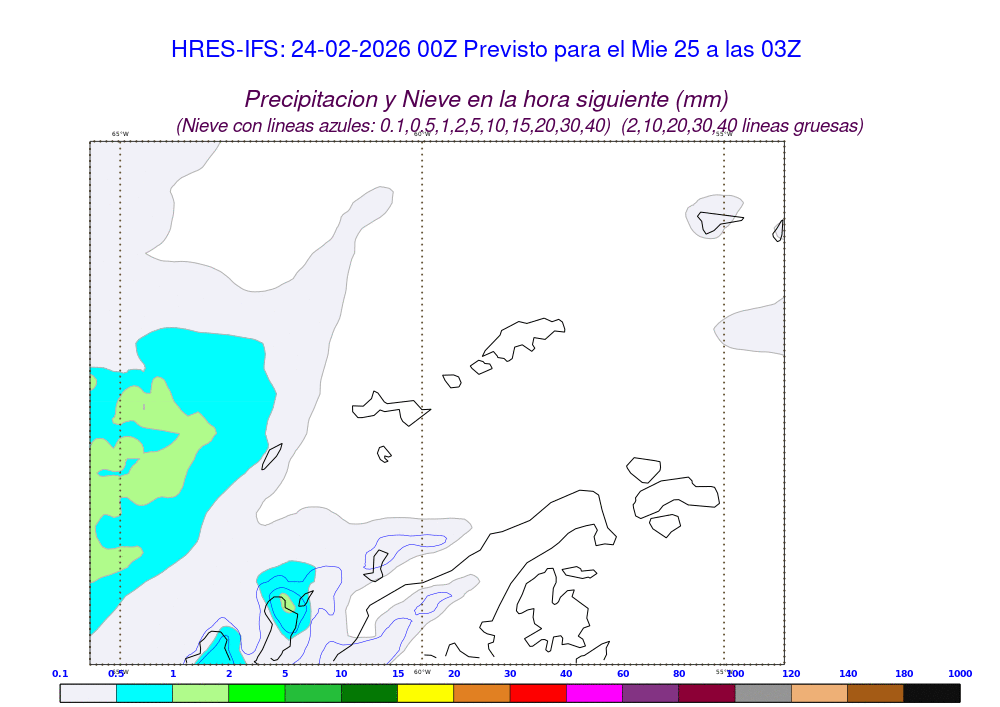 HRES-IFS: 24-02-2026 00Z Previsto para el Mie 25 a las 03Z
Precipitacion y Nieve en la hora siguiente (mm)
(Nieve con lineas azules: 0.1,0.5,1,2,5,10,15,20,30,40) (2,10,20,30,40 lineas gruesas)
65°W 60°W 55°W
65°W 60°W 55°W
0.1 0.5 1 2 5 10 15 20 30 40 60 80 100 120 140 180 1000